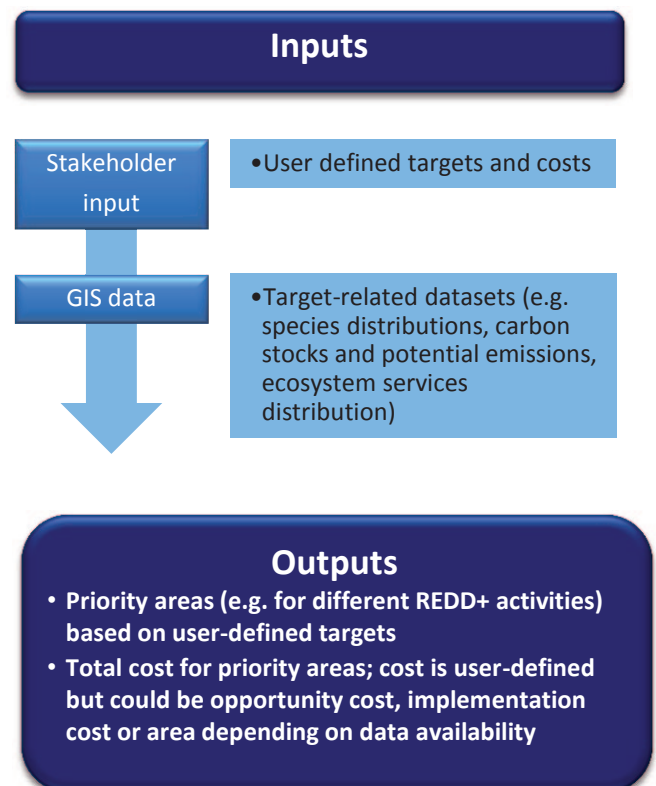 Inputs
Stakeholder
input
•User defined targets and costs
GIS data
•Target-related datasets (e.g.
species distributions, carbon
stocks and potential emissions,
ecosystem services
distribution)
Outputs
• Priority areas (e.g. for different REDD+ activities)
based on user-defined targets
• Total cost for priority areas; cost is user-defined
but could be opportunity cost, implementation
cost or area depending on data availability